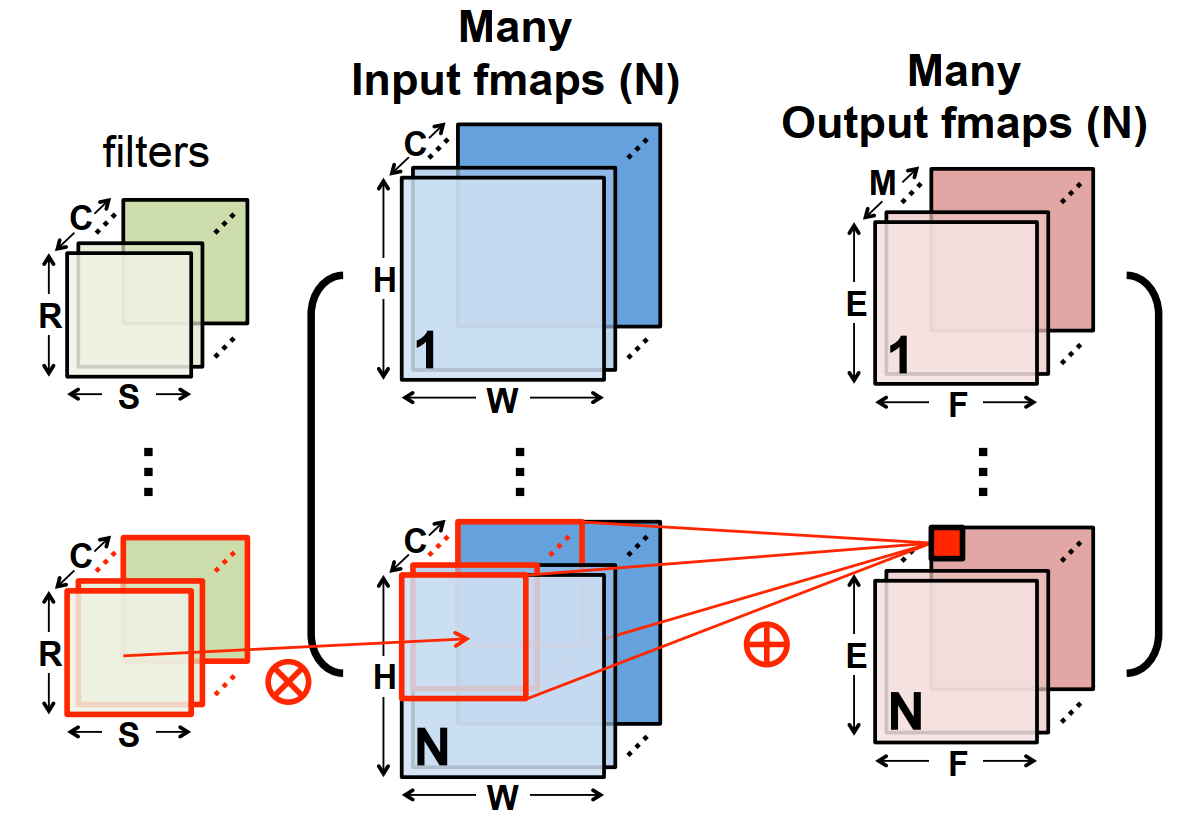 Many
Input fmaps (N)
Many
Output fmaps (N)
filters
C
R
S
C
H
1
W
M
E
1
F
C
R
S
C
H
N
W
E
N
F